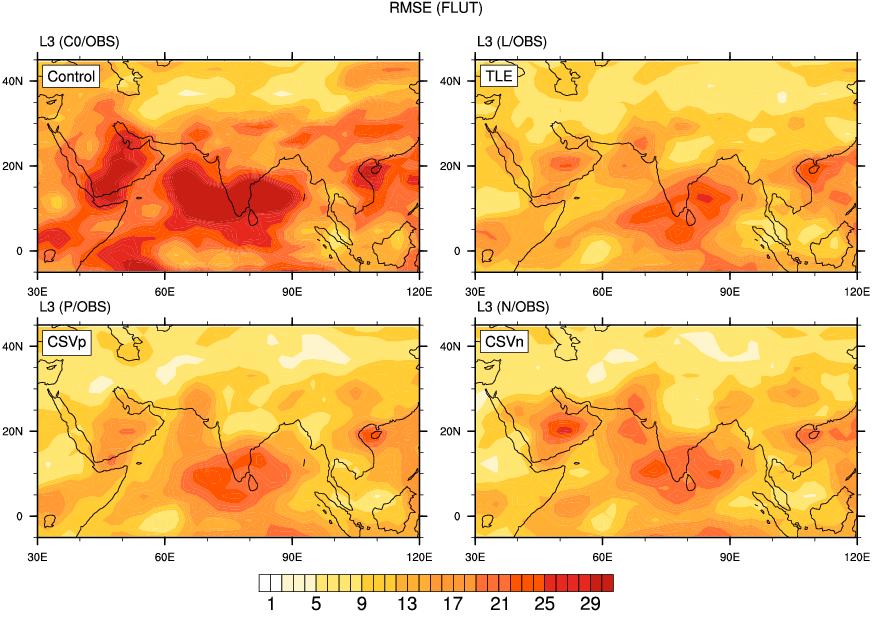 RMSE (FLUT)
L3 (C0/OBS)
Control
40N
20N
0
30E 60E 90E 120E
L3 (L/OBS)
TLE
40N
20N
0
30E 60E 90E 120E
L3 (P/OBS)
CSVp
40N
20N
0
30E 60E 90E 120E
L3 (N/OBS)
CSVn
40N
20N
0
30E 60E 90E 120E
1 5 9 13 17 21 25 29